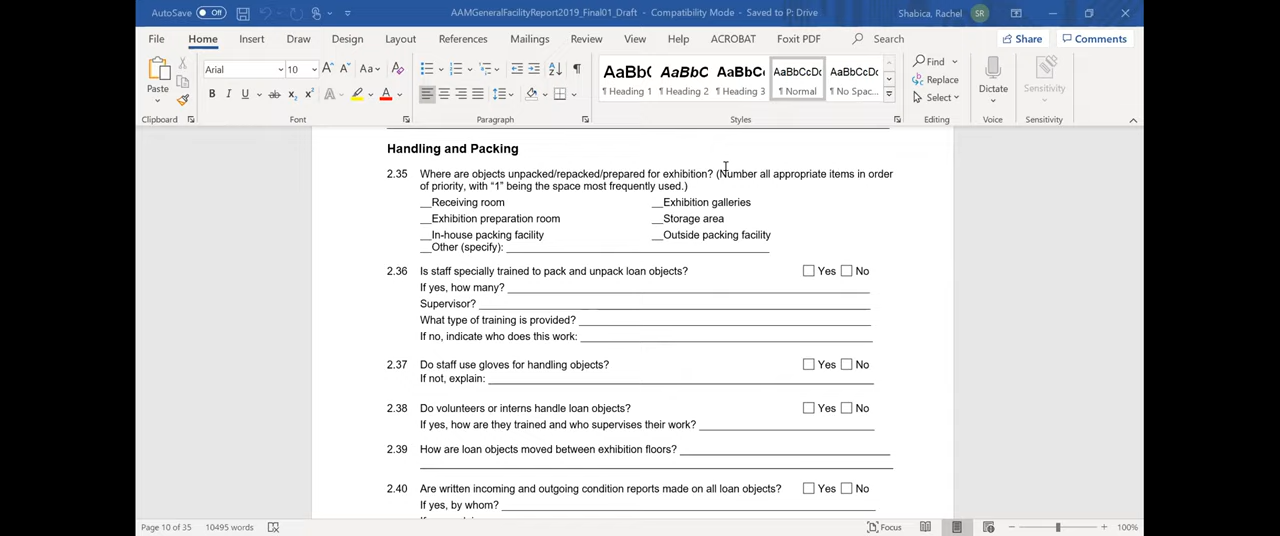 AutoSave Off AAMGeneralFacilityReport2019_Final01_Draft - Compatibility Mode - Saved to P: Drive Shabica, Rachel SR
File Home Insert Draw Design Layout References Mailings Review View Help ACROBAT Foxit PDF Search Share Comments
Paste
Clipboard
Arial 10
Font
Paragraph
AaBb( AaBbC AaBbC AaBbCcDc AaBbCcDc
¶ Heading 1 ¶ Heading 2 ¶ Heading 3 ¶ Normal ¶ No Spac...
Styles
Find
Replace
Select
Editing
Dictate
Voice
Sensitivity
Sensitivity
Handling and Packing
2.35 Where are objects unpacked/repacked/prepared for exhibition? (Number all appropriate items in order
of priority, with “1” being the space most frequently used.)
__Receiving room __Exhibition galleries
__Exhibition preparation room __Storage area
__In-house packing facility __Outside packing facility
__Other (specify): ____
2.36 Is staff specially trained to pack and unpack loan objects? ☐ Yes ☐ No
If yes, how many? ____
Supervisor? ____
What type of training is provided? ____
If no, indicate who does this work: ____
2.37 Do staff use gloves for handling objects? ☐ Yes ☐ No
If not, explain: ____
2.38 Do volunteers or interns handle loan objects? ☐ Yes ☐ No
If yes, how are they trained and who supervises their work? ____
2.39 How are loan objects moved between exhibition floors? ____
2.40 Are written incoming and outgoing condition reports made on all loan objects? ☐ Yes ☐ No
If yes, by whom? ____
Page 10 of 35 10495 words Focus 100%